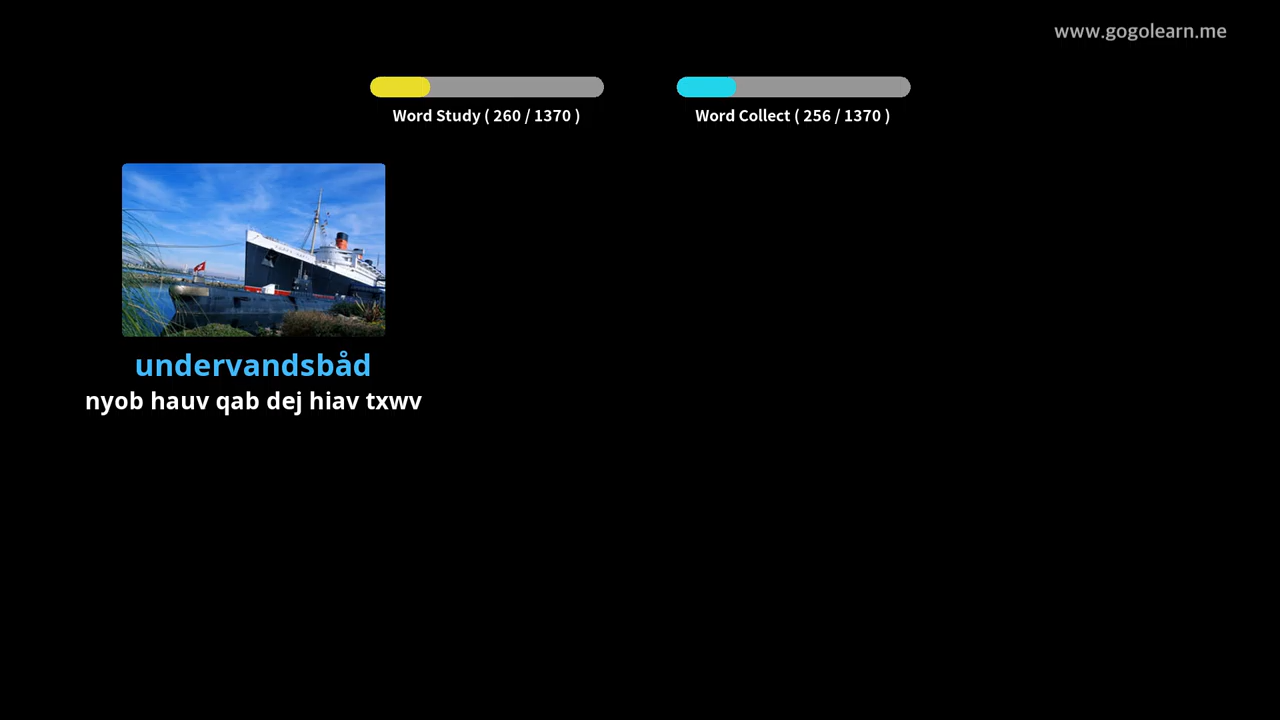 www.gogolearn.me
Word Study ( 260 / 1370 )
Word Collect ( 256 / 1370 )
undervandsbåd
nyob hauv qab dej hiav txwv